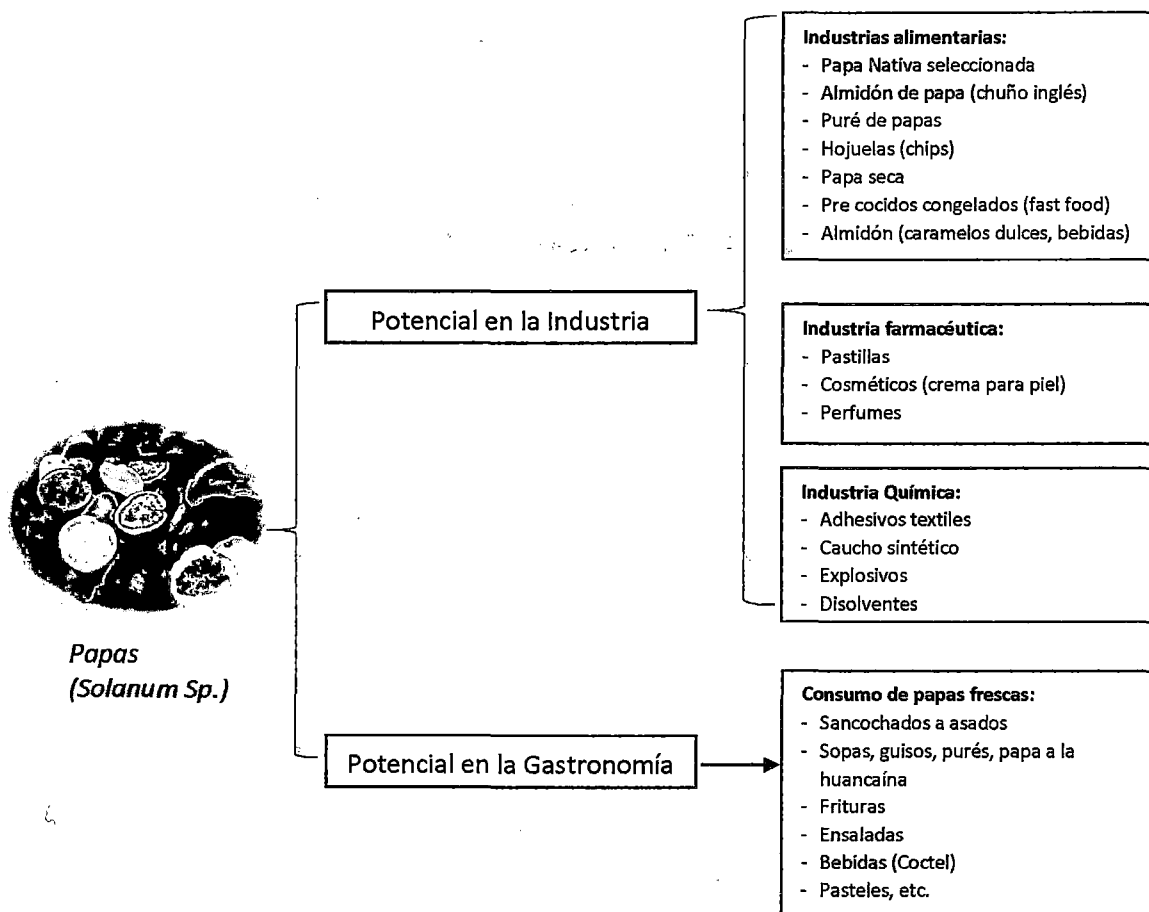 Industrias alimentarias:
- Papa Nativa seleccionada
- Almidón de papa (chuño inglés)
- Puré de papas
- Hojuelas (chips)
- Papa seca
- Pre cocidos congelados (fast food)
- Almidón (caramelos dulces, bebidas)
Potencial en la Industria
Industria farmacéutica:
- Pastillas
- Cosméticos (crema para piel)
- Perfumes
Industria Química:
- Adhesivos textiles
- Caucho sintético
- Explosivos
- Disolventes
Papas
(Solanum Sp.)
Potencial en la Gastronomía
Consumo de papas frescas:
- Sancochados a asados
- Sopas, guisos, purés, papa a la
huancaína
- Frituras
- Ensaladas
- Bebidas (Coctel)
- Pasteles, etc.